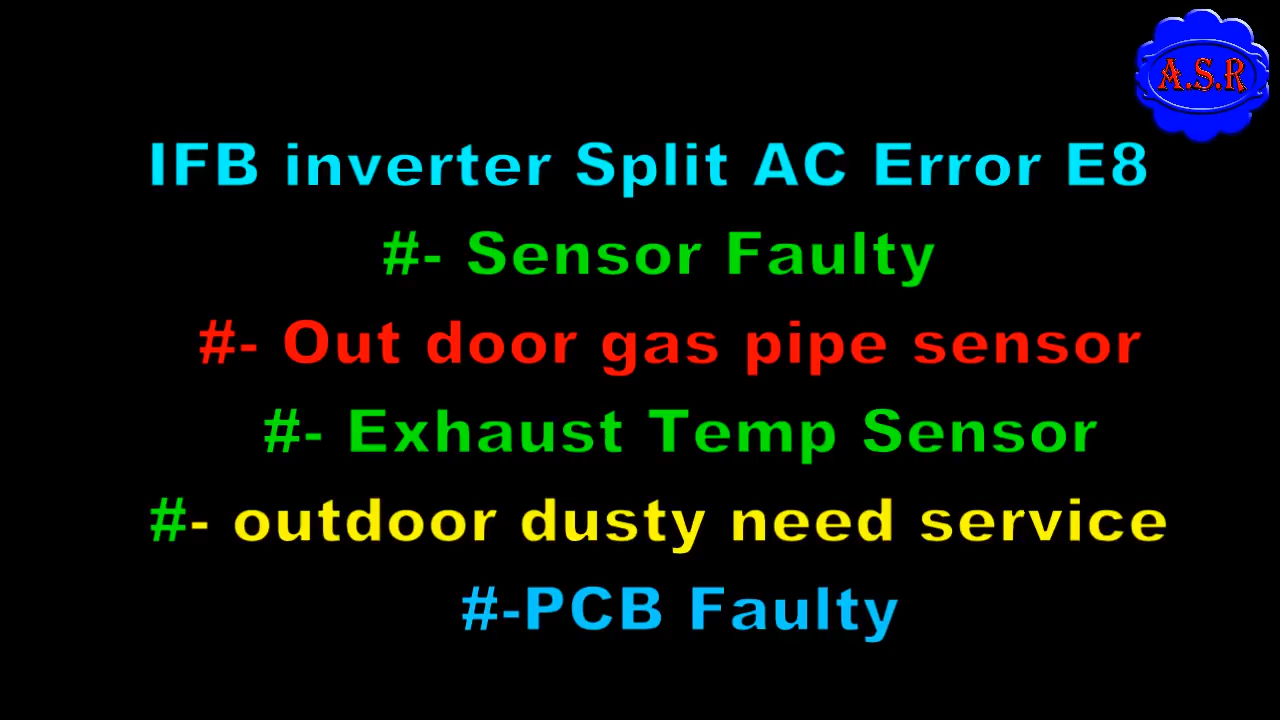 A.S.R
IFB inverter Split AC Error E8
#- Sensor Faulty
#- Out door gas pipe sensor
#- Exhaust Temp Sensor
#- outdoor dusty need service
#-PCB Faulty